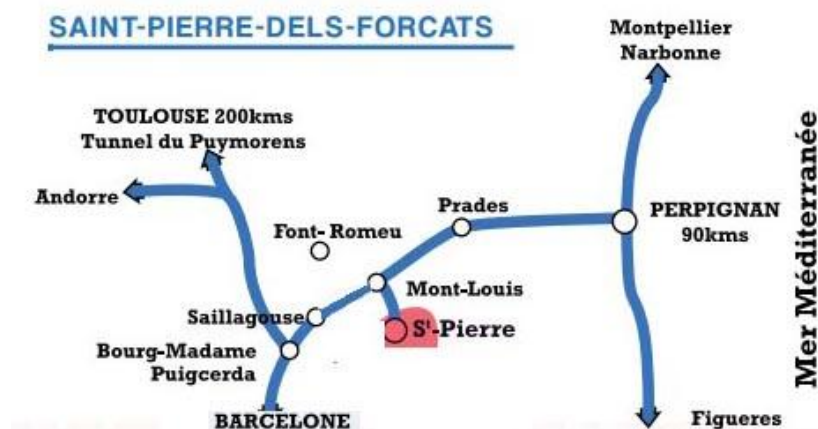 SAINT-PIERRE-DELS-FORCATS
Montpellier
Narbonne
TOULOUSE 200kms
Tunnel du Puymorens
Andorre
Font- Romeu
Prades
PERPIGNAN
90kms
Mer Méditerranée
Mont-Louis
Saillagouse
St-Pierre
Bourg-Madame
Puigcerda
BARCELONE
Figueres